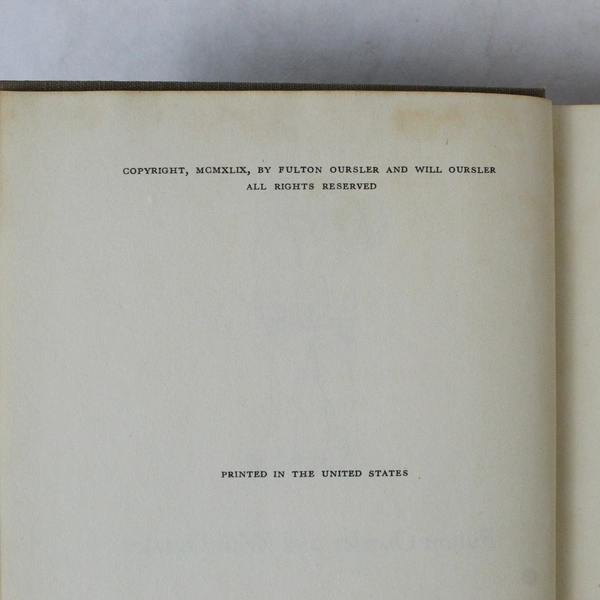 COPYRIGHT, MCMXLIX, BY FULTON OURSLER AND WILL OURSLER
ALL RIGHTS RESERVED
PRINTED IN THE UNITED STATES